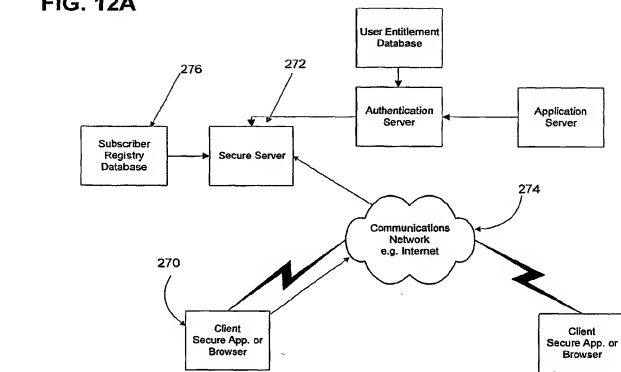 FIG. 12A
User Entitlement
Database
276
272
Authentication
Server
Application
Server
Subscriber
Registry
Database
Secure Server
274
Communications
Network
e.g. Internet
270
Client
Secure App. or
Browser
Client
Secure App. or
Browser